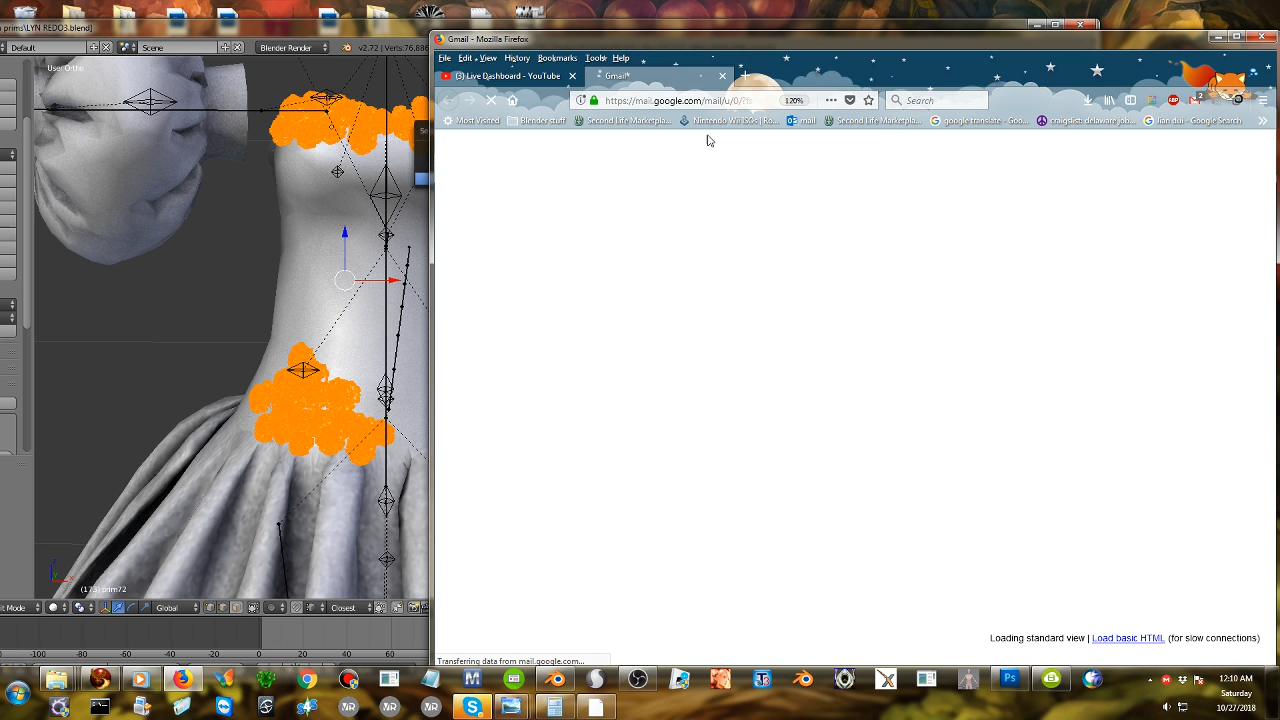 n prims\LYN REDO3.blend]
Default
Scene
Blender Render
v2.72 | Verts:76,886
User Ortho
(173) prim72
it Mode
Global
Closest
-100 -80 -60 -40 -20 0 20 40 60
Gmail - Mozilla Firefox
File Edit View History Bookmarks Tools Help
(3) Live Dashboard - YouTube
Gmail*
https://mail.google.com/mail/u/0/?fs
120%
Search
Most Visited
Blender stuff
Second Life Marketpla...
Nintendo Wii ISOs | Ro...
mail
Second Life Marketpla...
google translate - Goo...
craigslist: delaware job...
lian dui - Google Search
Loading standard view | Load basic HTML (for slow connections)
Transferring data from mail.google.com...
12:10 AM
Saturday
10/27/2018